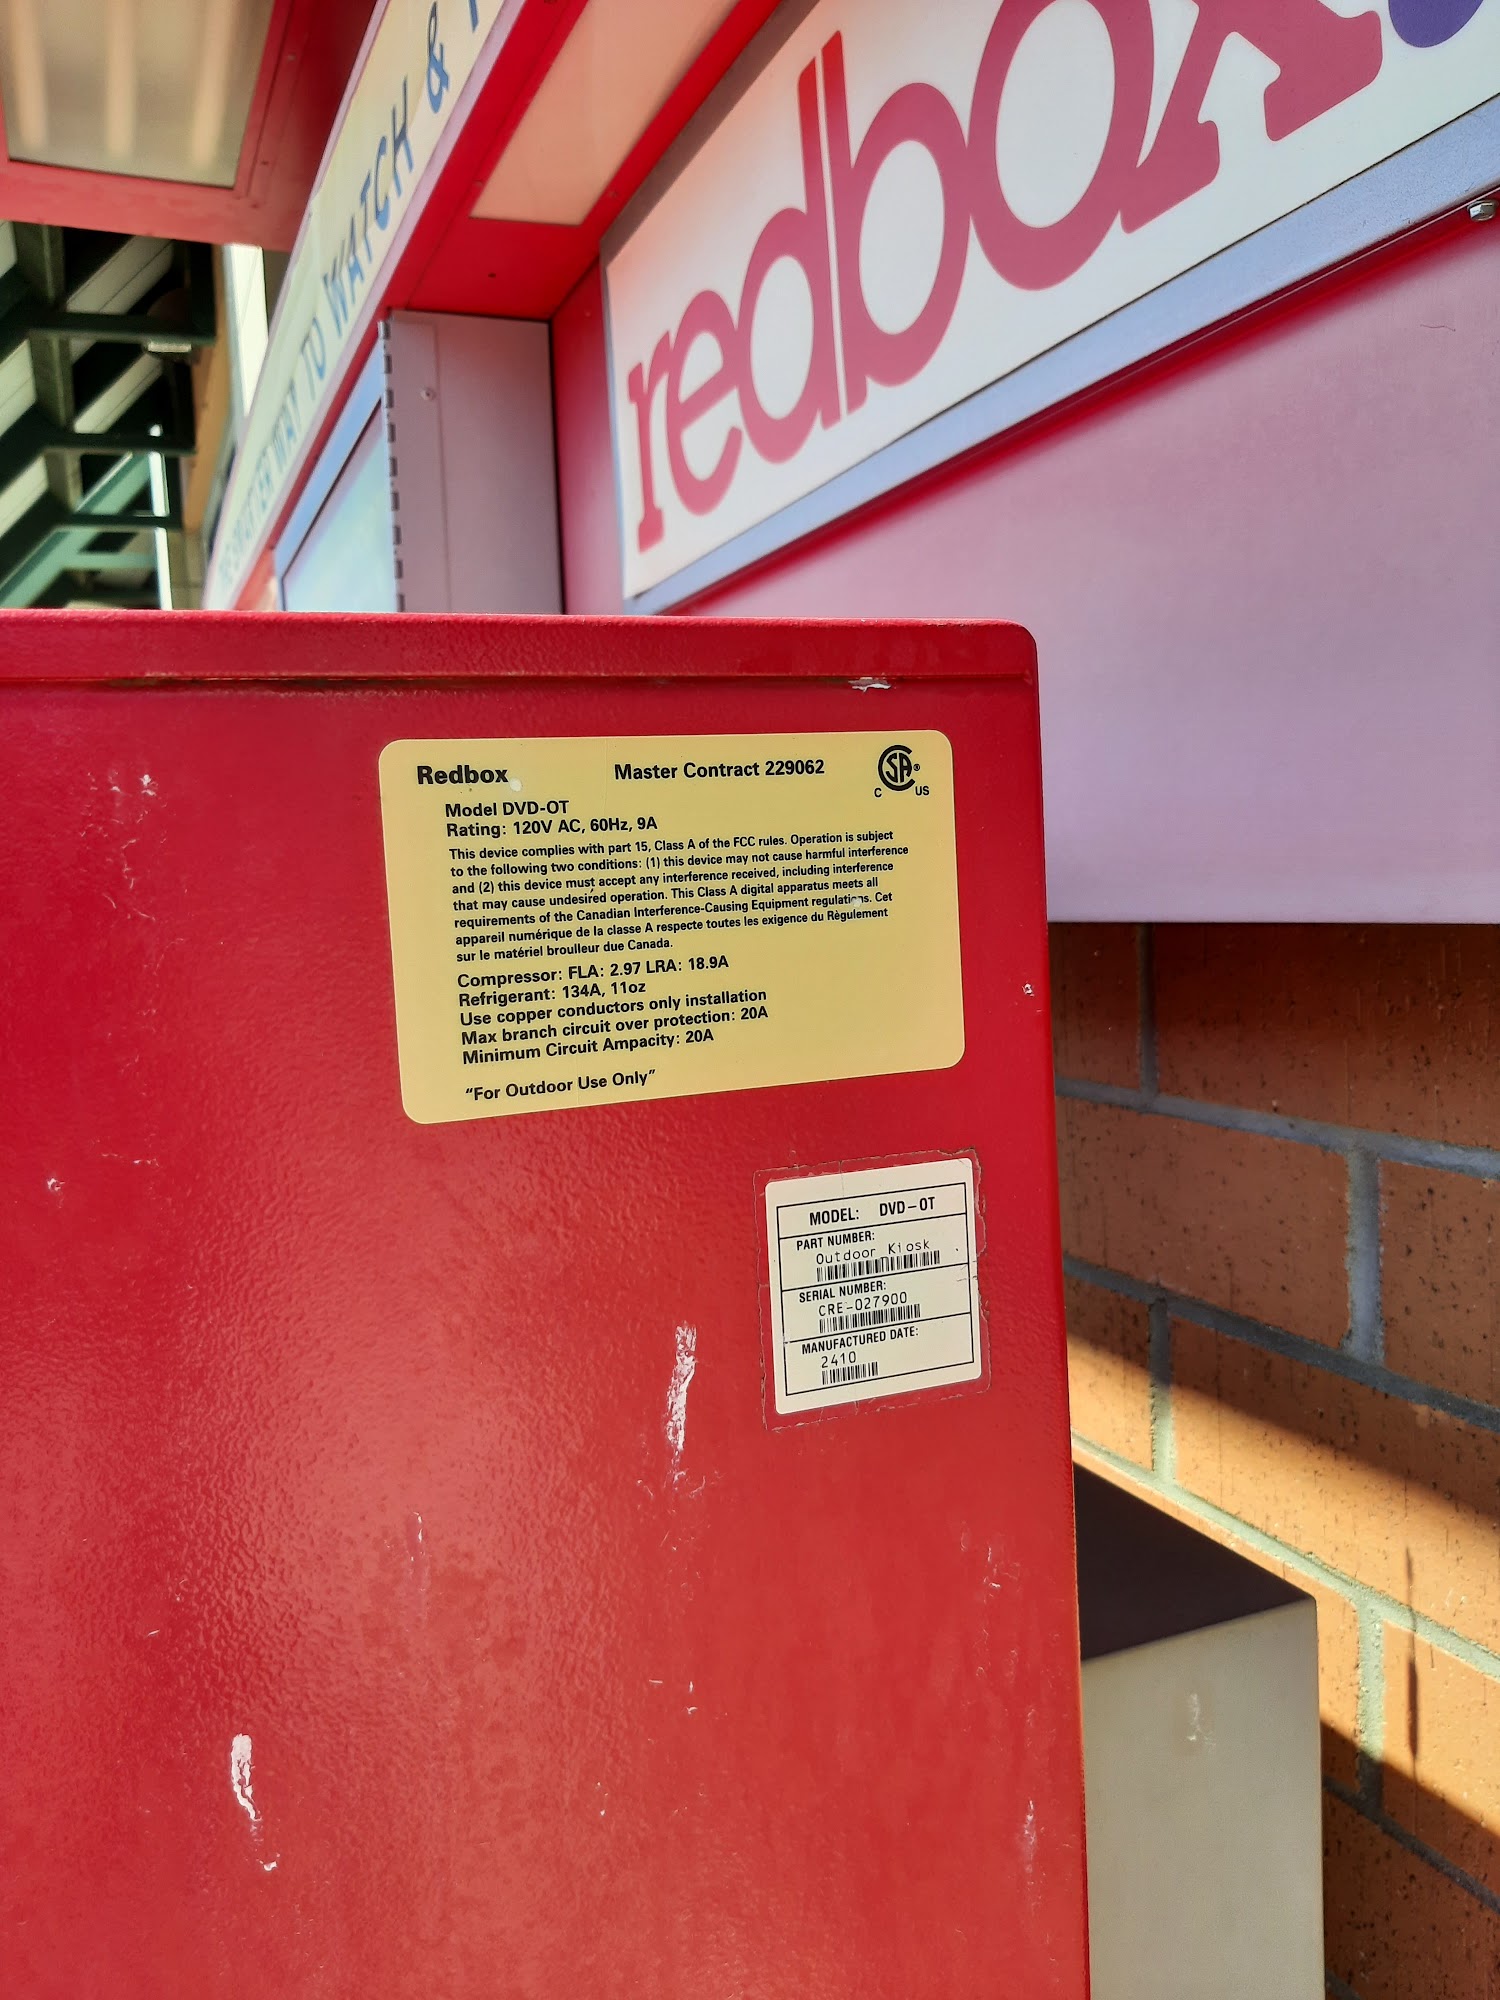 WAY TO WATCH &
redbox.
Redbox Master Contract 229062
CSA®
C US
Model DVD-OT
Rating: 120V AC, 60Hz, 9A
This device complies with part 15, Class A of the FCC rules. Operation is subject
to the following two conditions: (1) this device may not cause harmful interference
and (2) this device must accept any interference received, including interference
that may cause undesired operation. This Class A digital apparatus meets all
requirements of the Canadian Interference-Causing Equipment regulations. Cet
appareil numérique de la classe A respecte toutes les exigence du Règulement
sur le matériel broulleur due Canada.
Compressor: FLA: 2.97 LRA: 18.9A
Refrigerant: 134A, 11oz
Use copper conductors only installation
Max branch circuit over protection: 20A
Minimum Circuit Ampacity: 20A
“For Outdoor Use Only”
MODEL: DVD-OT
PART NUMBER:
Outdoor Kiosk
SERIAL NUMBER:
CRE-027900
MANUFACTURED DATE:
2410